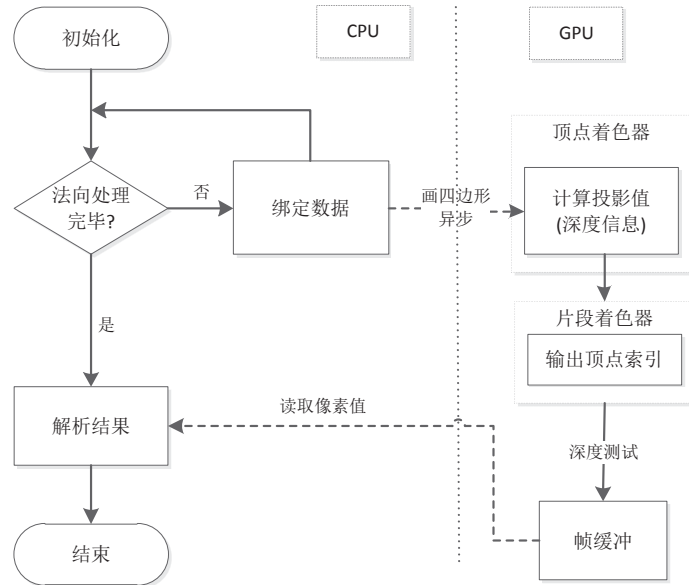 初始化
CPU
GPU
顶点着色器
法向处理
完毕?
否
绑定数据
画四边形
异步
计算投影值
(深度信息)
是
片段着色器
输出顶点索引
解析结果
读取像素值
深度测试
结束
帧缓冲